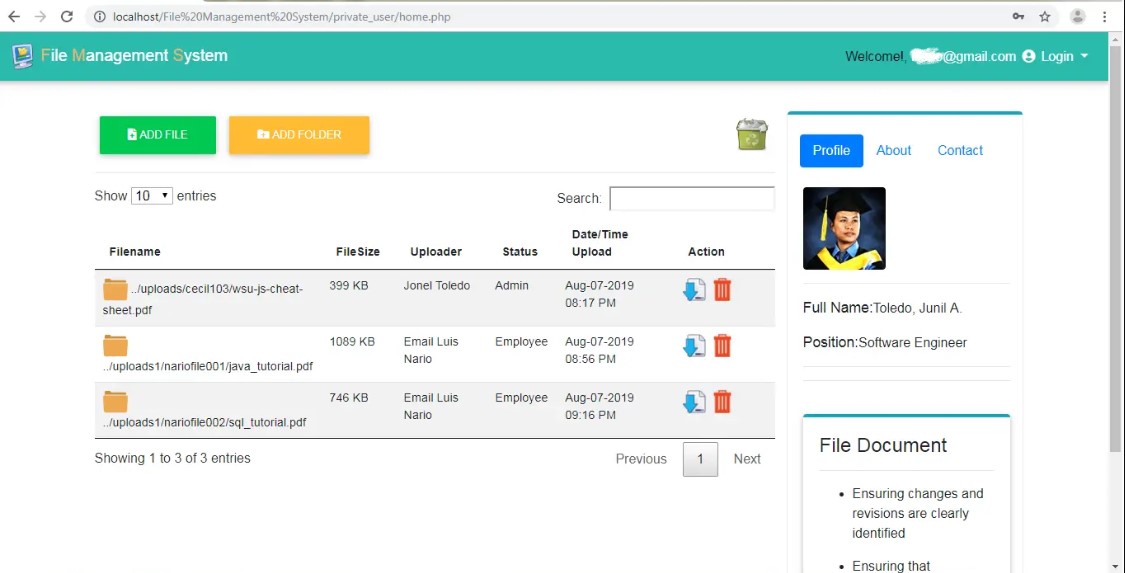 localhost/File%20Management%20System/private_user/home.php
File Management System
Welcome!, @gmail.com Login
ADD FILE ADD FOLDER
Show 10 entries
Search:
Filename FileSize Uploader Status Date/Time Upload Action
../uploads/cecil103/wsu-js-cheat-
sheet.pdf
399 KB
Jonel Toledo
Admin
Aug-07-2019
08:17 PM
../uploads1/nariofile001/java_tutorial.pdf
1089 KB
Email Luis
Nario
Employee
Aug-07-2019
08:56 PM
../uploads1/nariofile002/sql_tutorial.pdf
746 KB
Email Luis
Nario
Employee
Aug-07-2019
09:16 PM
Showing 1 to 3 of 3 entries
Previous 1 Next
Profile About Contact
Full Name:Toledo, Junil A.
Position:Software Engineer
File Document
• Ensuring changes and
revisions are clearly
identified
• Ensuring that